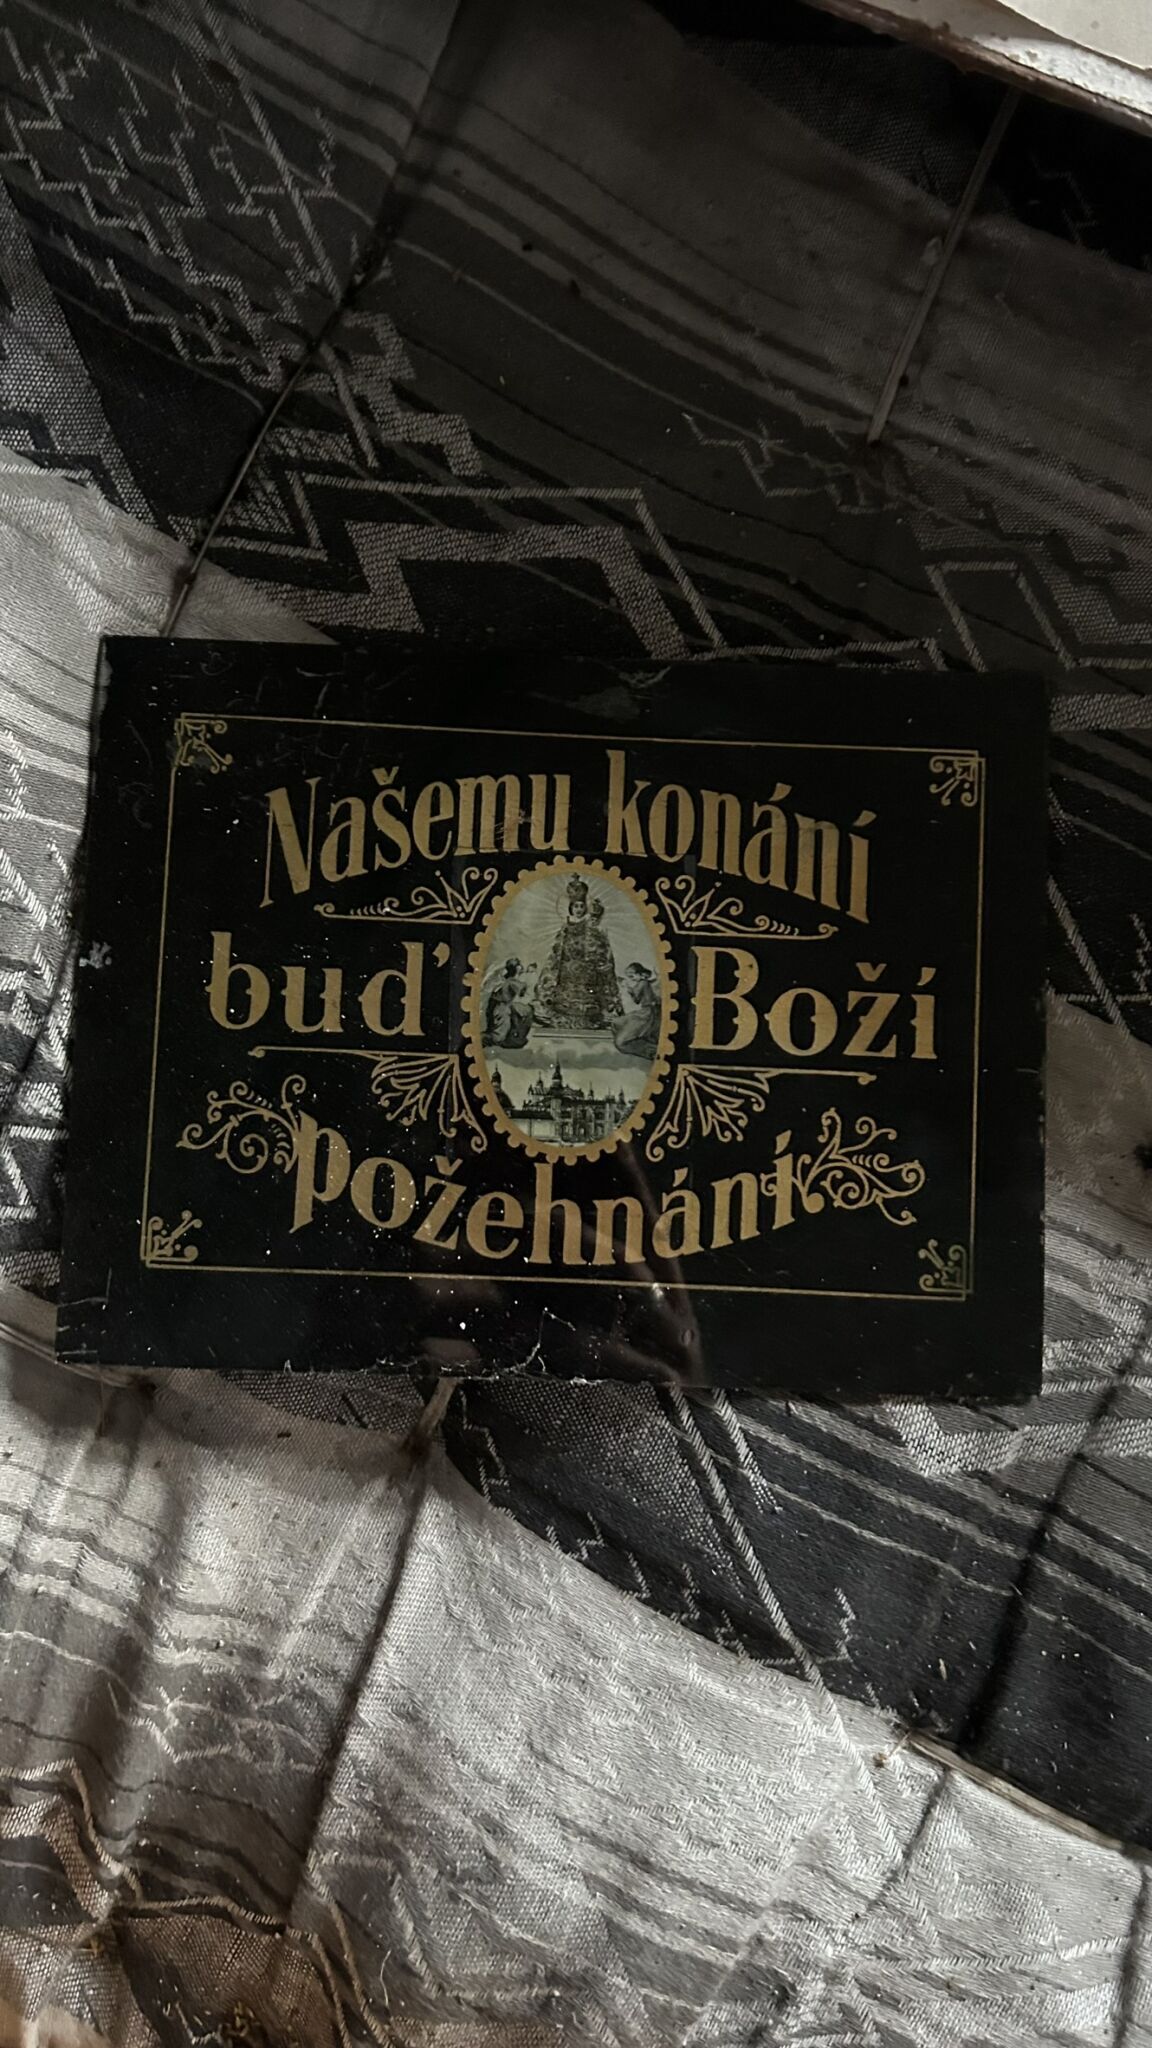 Našemu konání
buď Boží
požehnání